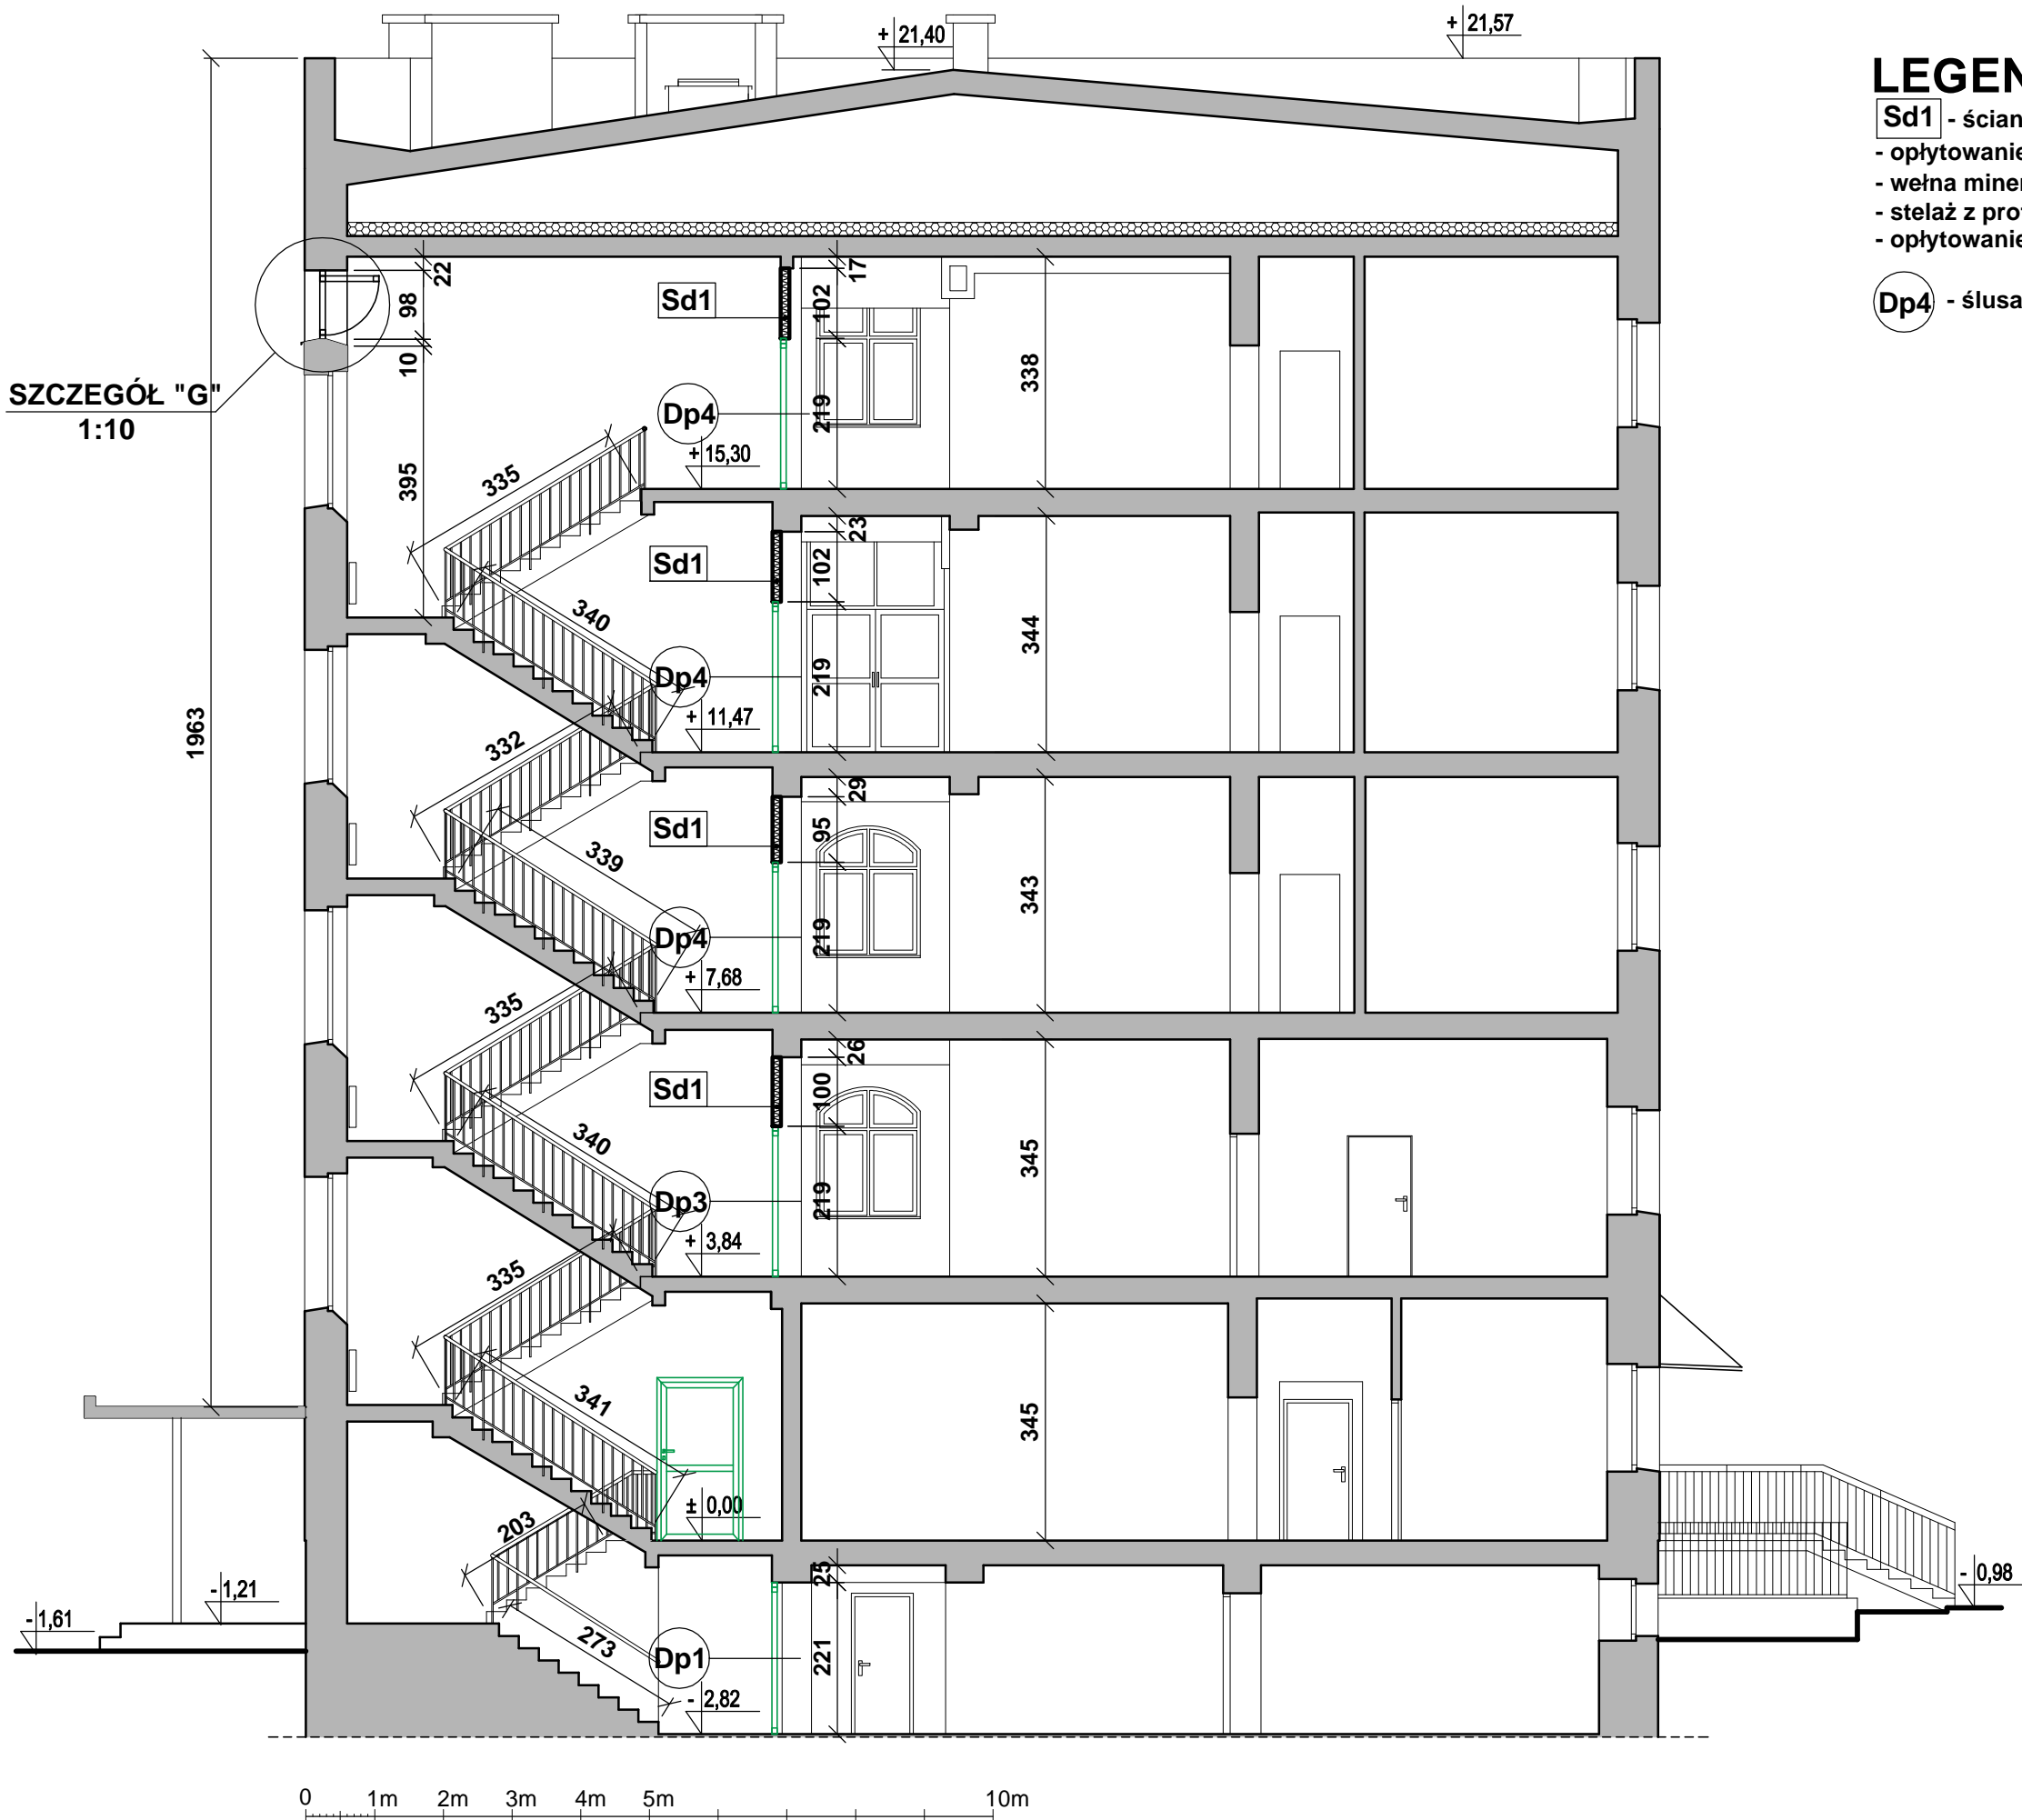 + 21,40
+ 21,57
LEGEN
Sd1 - ścian
- opłytowanie
- wełna miner
- stelaż z prof
- opłytowanie
Dp4 - ślusa
22
98
10
395
Sd1
17
102
219
338
SZCZEGÓŁ "G"
1:10
Dp4
+ 15,30
335
23
102
219
344
Sd1
340
Dp4
+ 11,47
1963
332
29
95
219
343
Sd1
339
Dp4
+ 7,68
335
26
100
219
345
Sd1
340
Dp3
+ 3,84
335
341
345
± 0,00
203
25
221
- 1,21
- 1,61
- 0,98
273
Dp1
- 2,82
0 1m 2m 3m 4m 5m 10m